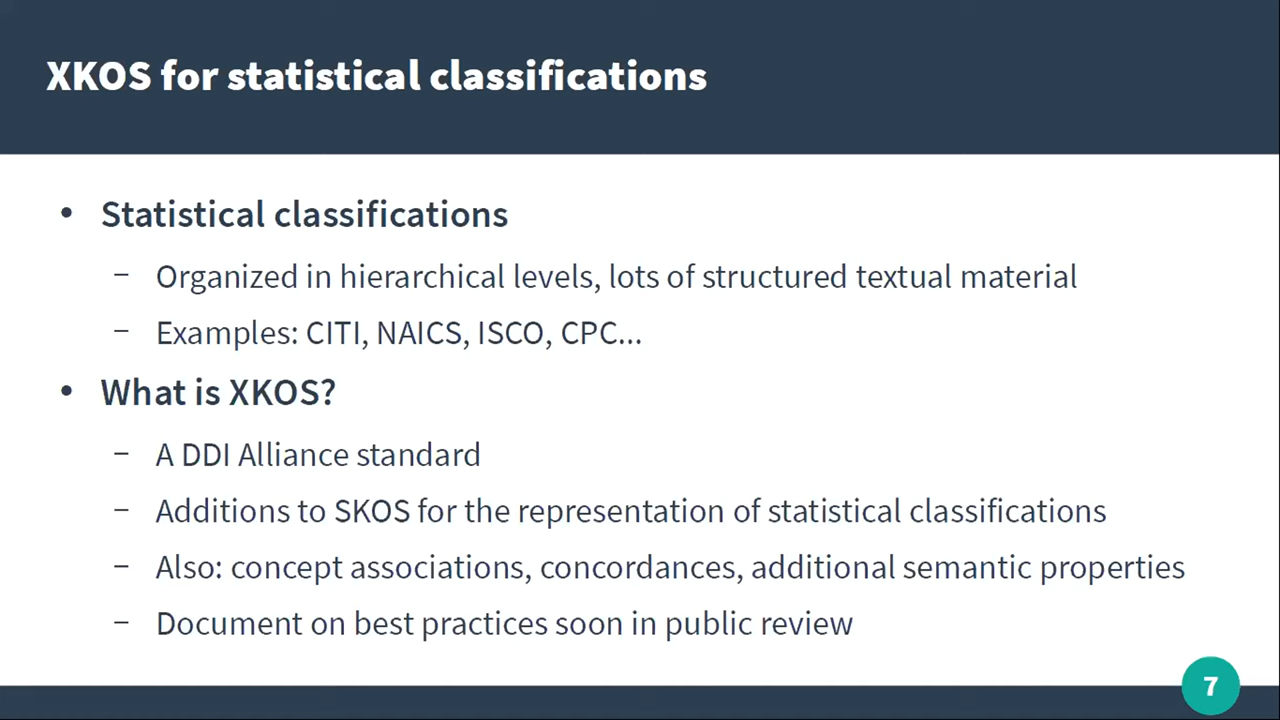 XKOS for statistical classifications
• Statistical classifications
– Organized in hierarchical levels, lots of structured textual material
– Examples: CITI, NAICS, ISCO, CPC...
• What is XKOS?
– A DDI Alliance standard
– Additions to SKOS for the representation of statistical classifications
– Also: concept associations, concordances, additional semantic properties
– Document on best practices soon in public review
7